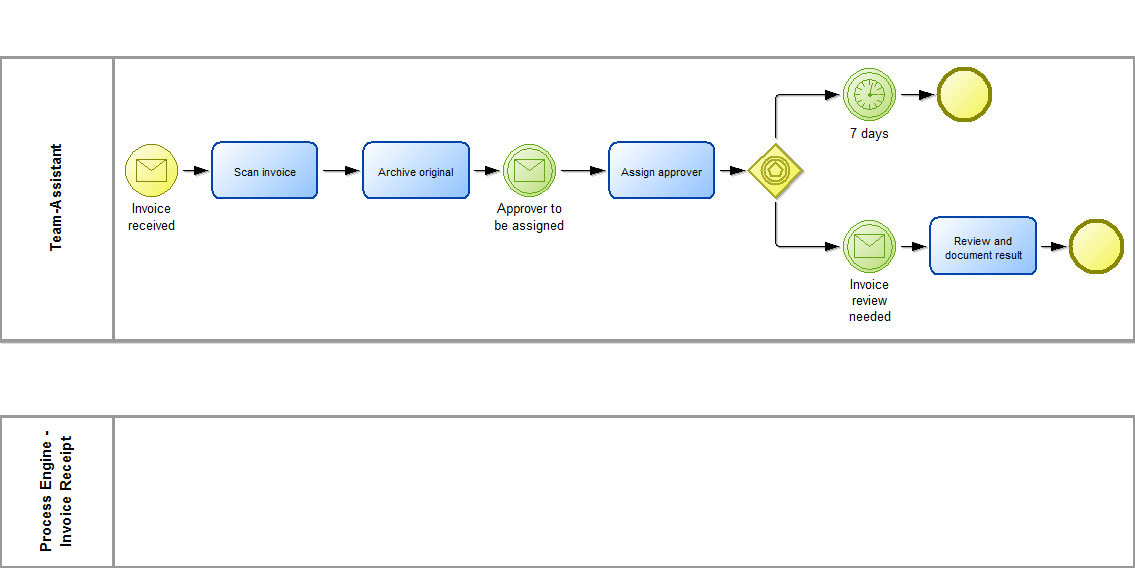 Team-Assistant
Invoice
received
Scan invoice
Archive original
Approver to
be assigned
Assign approver
7 days
Invoice
review
needed
Review and
document result
Process Engine -
Invoice Receipt